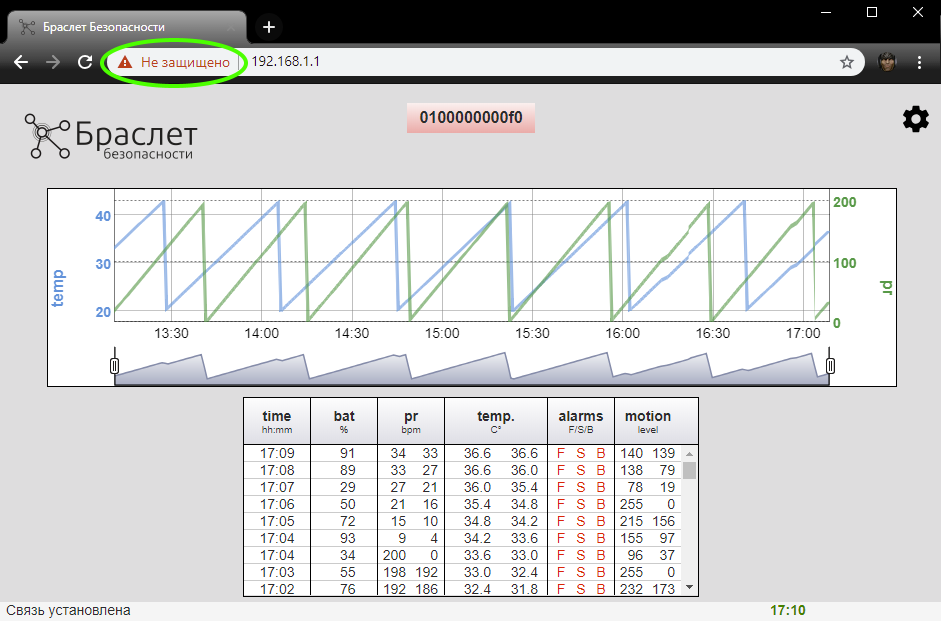 Браслет Безопасности
Не защищено 192.168.1.1
Браслет
безопасности
0100000000f0
40
30
20
temp
200
100
0
pr
13:30 14:00 14:30 15:00 15:30 16:00 16:30 17:00
time bat pr temp. alarms motion
hh:mm % bpm C° F/S/B level
17:09 91 34 33 36.6 36.6 F S B 140 139
17:08 89 33 27 36.6 36.0 F S B 138 79
17:07 29 27 21 36.0 35.4 F S B 78 19
17:06 50 21 16 35.4 34.8 F S B 255 0
17:05 72 15 10 34.8 34.2 F S B 215 156
17:04 93 9 4 34.2 33.6 F S B 155 97
17:04 34 200 0 33.6 33.0 F S B 96 37
17:03 55 198 192 33.0 32.4 F S B 255 0
17:02 76 192 186 32.4 31.8 F S B 232 173
Связь установлена 17:10